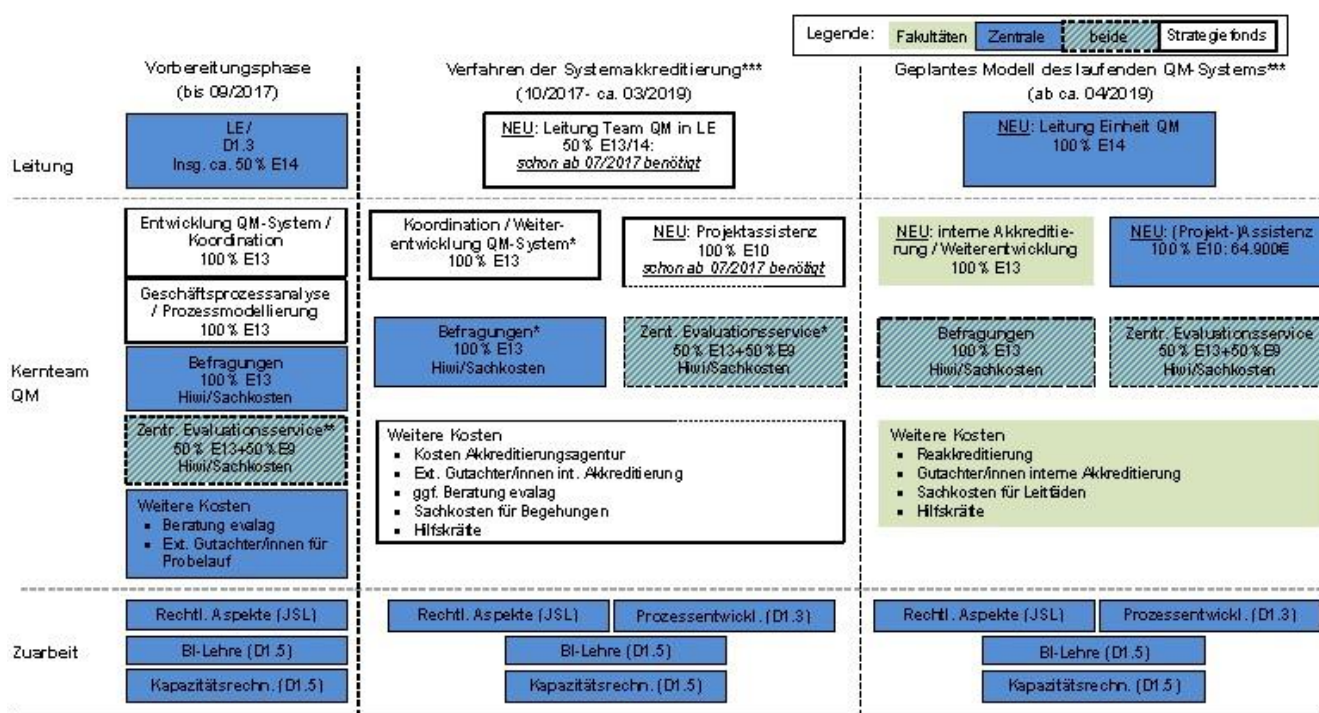 Legende:
Fakultäten
Zentrale
beide
Strategiefonds
Vorbereitungsphase
(bis 09/2017)
Verfahren der Systemakkreditierung***
(10/2017- ca. 03/2019)
Geplantes Modell des laufenden QM-Systems***
(ab ca. 04/2019)
Leitung
LE/
D1.3
Insg. ca. 50% E14
NEU: Leitung Team QM in LE
50% E13/14:
schon ab 07/2017 benötigt
NEU: Leitung Einheit QM
100% E14
Kernteam
QM
Entwicklung QM-System /
Koordination
100% E13
Geschäftsprozessanalyse
/ Prozessmodellierung
100% E13
Befragungen
100% E13
Hiwi/Sachkosten
Zentr. Evaluationsservice**
50% E13+50%E9
Hiwi/Sachkosten
Weitere Kosten
▪ Beratung evalag
▪ Ext. Gutachter/innen für
Probelauf
Koordination / Weiter-
entwicklung QM-System*
100% E13
NEU: Projektassistenz
100% E10
schon ab 07/2017 benötigt
Befragungen*
100% E13
Hiwi/Sachkosten
Zent. Evaluationsservice*
50% E13+50%E9
Hiwi/Sachkosten
Weitere Kosten
▪ Kosten Akkreditierungsagentur
▪ Ext. Gutachter/innen int. Akkreditierung
▪ ggf. Beratung evalag
▪ Sachkosten für Begehungen
▪ Hilfskräfte
NEU: interne Akkreditie-
rung / Weiterentwicklung
100% E13
NEU: (Projekt-)Assistenz
100% E10: 64.900€
Befragungen
100% E13
Hiwi/Sachkosten
Zentr. Evaluationsservice
50% E13+50%E9
Hiwi/Sachkosten
Weitere Kosten
▪ Reakkreditierung
▪ Gutachter/innen interne Akkreditierung
▪ Sachkosten für Leitfäden
▪ Hilfskräfte
Zuarbeit
Rechtl. Aspekte (JSL)
BI-Lehre (D1.5)
Kapazitätsrechn. (D1.5)
Rechtl. Aspekte (JSL)
Prozessentwickl. (D1.3)
BI-Lehre (D1.5)
Kapazitätsrechn. (D1.5)
Rechtl. Aspekte (JSL)
Prozessentwickl. (D1.3)
BI-Lehre (D1.5)
Kapazitätsrechn. (D1.5)